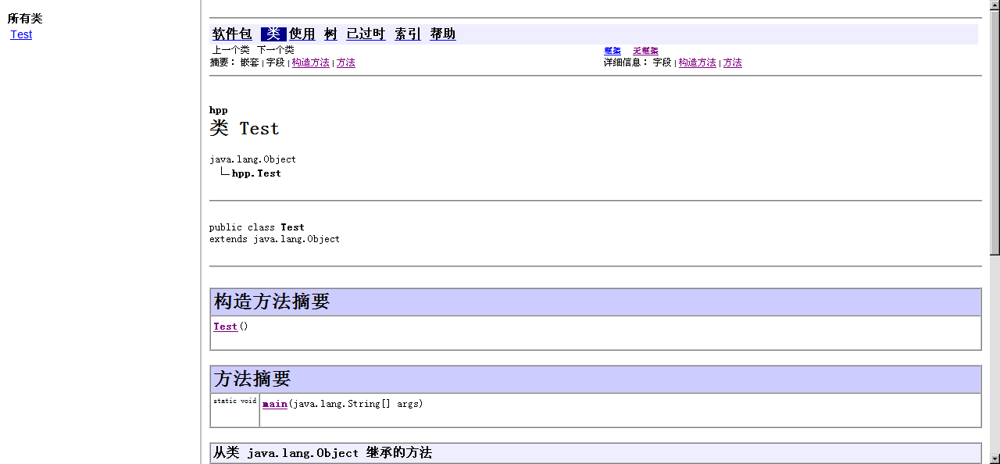 所有类
Test
软件包 类 使用 树 已过时 索引 帮助
上一个类 下一个类 框架 无框架
摘要： 嵌套 | 字段 | 构造方法 | 方法 详细信息： 字段 | 构造方法 | 方法
hpp
类 Test
java.lang.Object
hpp.Test
public class Test
extends java.lang.Object
构造方法摘要
Test()
方法摘要
static void main(java.lang.String[] args)
从类 java.lang.Object 继承的方法